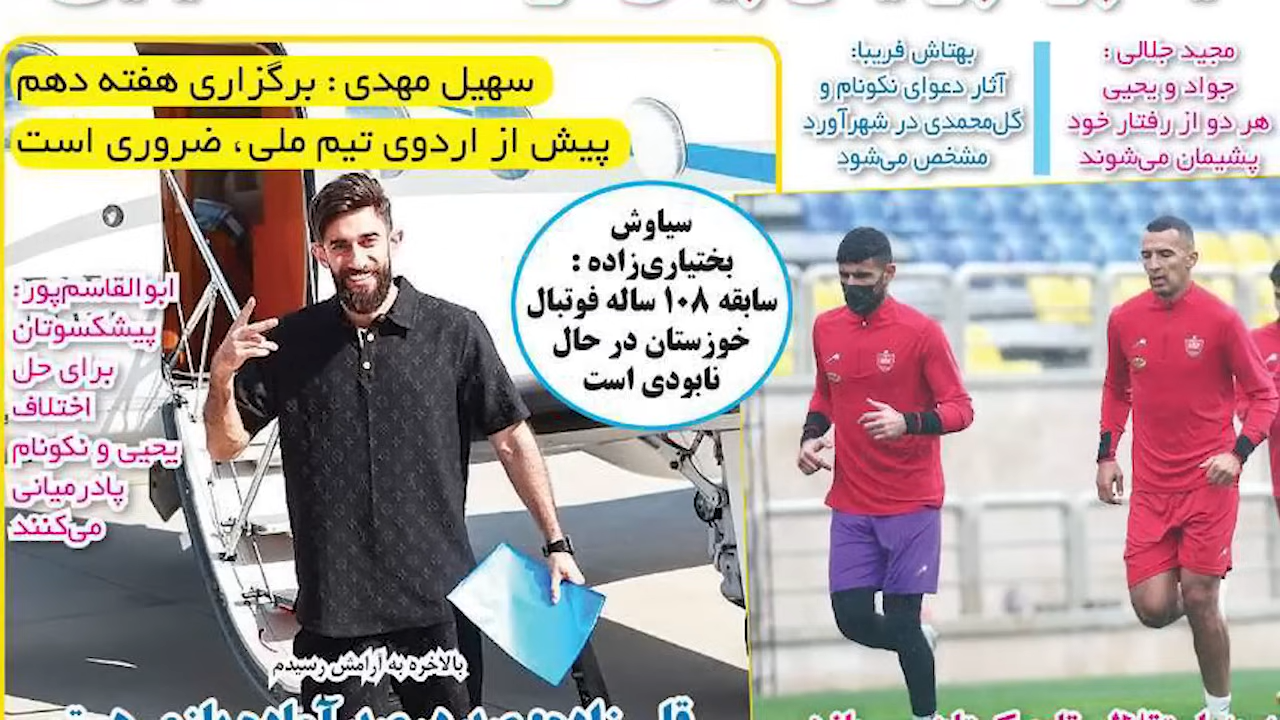 مجید جلالی :
جواد و یحیی
هر دو از رفتار خود
پشیمان می‌شوند
بهتاش فریبا:
آثار دعوای نکونام و
گل‌محمدی در شهرآورد
مشخص می‌شود
سهیل مهدی : برگزاری هفته دهم
پیش از اردوی تیم ملی، ضروری است
سیاوش
بختیاری‌زاده :
سابقه ۱۰۸ ساله فوتبال
خوزستان در حال
نابودی است
ابوالقاسم‌پور:
پیشکسوتان
برای حل
اختلاف
یحیی و نکونام
پادرمیانی
می‌کنند
بالاخره به آرامش رسیدم